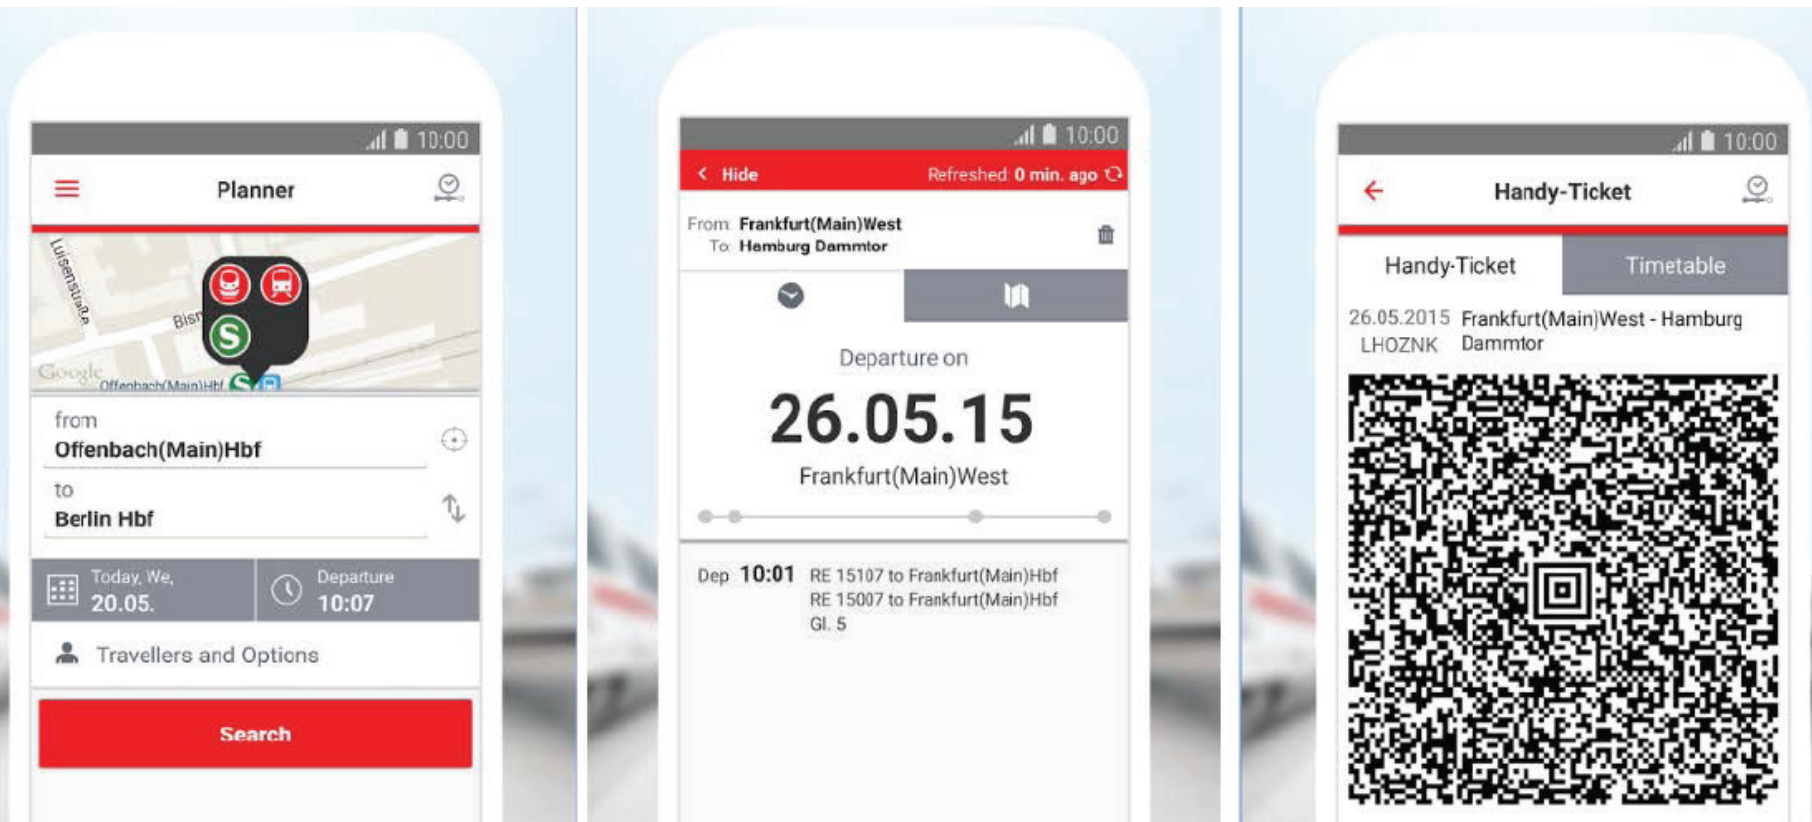 10:00
Planner
Luisenstraße
Google
Offenbach(Main)Hbf
from
Offenbach(Main)Hbf
to
Berlin Hbf
Today, We,
20.05.
Departure
10:07
Travellers and Options
Search
10:00
Hide
Refreshed 0 min. ago
From: Frankfurt(Main)West
To: Hamburg Dammtor
Departure on
26.05.15
Frankfurt(Main)West
Dep 10:01 RE 15107 to Frankfurt(Main)Hbf
RE 15007 to Frankfurt(Main)Hbf
Gl. 5
10:00
Handy-Ticket
Handy-Ticket
Timetable
26.05.2015 Frankfurt(Main)West - Hamburg
LHOZNK Dammtor